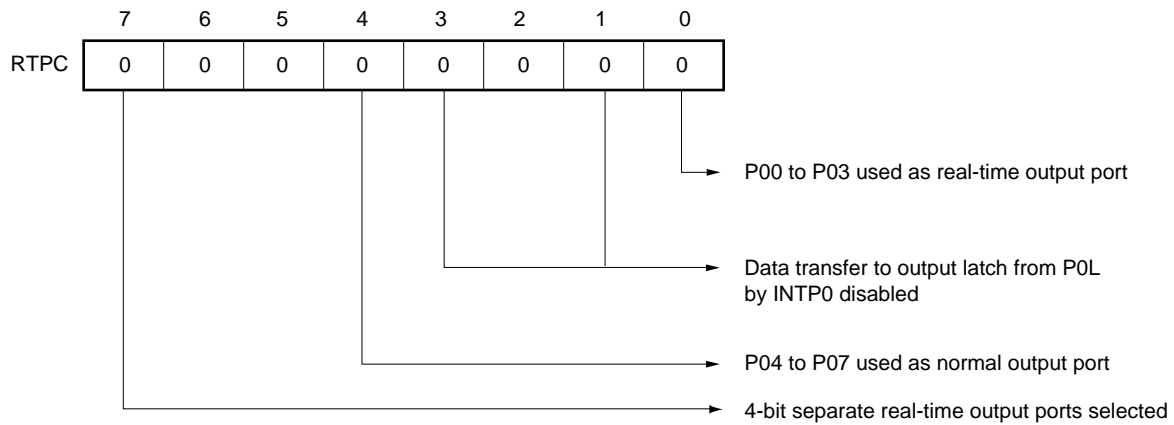 7 6 5 4 3 2 1 0
RTPC 0 0 0 0 0 0 0 0
P00 to P03 used as real-time output port
Data transfer to output latch from P0L
by INTP0 disabled
P04 to P07 used as normal output port
4-bit separate real-time output ports selected